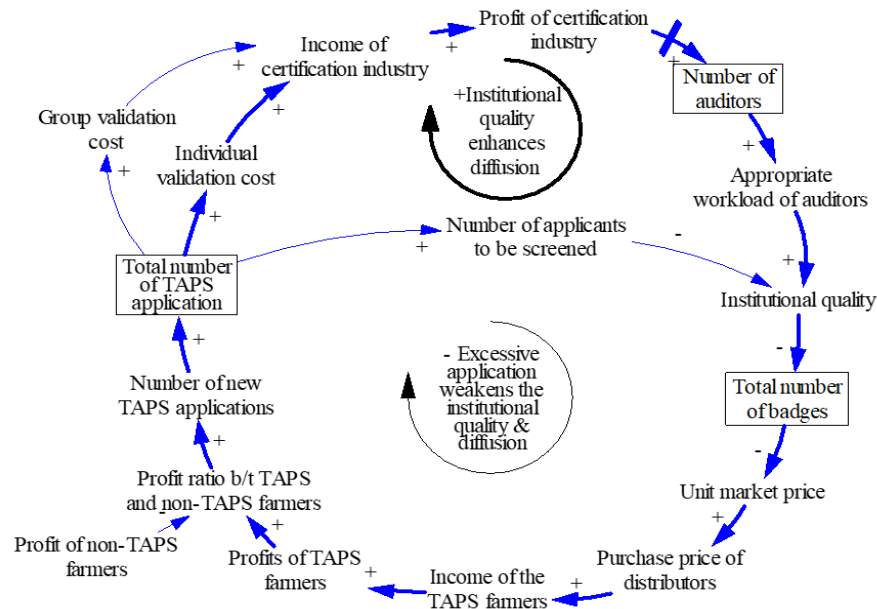 Profit of certification
industry
Income of
certification industry
+
+
+
+
Number of
auditors
Group validation
cost
+Institutional
quality
enhances
diffusion
+
+
Individual
validation cost
Appropriate
workload of auditors
+
Number of applicants
to be screened
+
-
+
Total number
of TAPS
application
Institutional quality
+
-
- Excessive
application
weakens the
institutional
quality &
diffusion
Number of new
TAPS applications
Total number
of badges
+
-
Profit ratio b/t TAPS
and non-TAPS farmers
Unit market price
-
+
+
Profit of non-TAPS
farmers
Profits of TAPS
farmers
Purchase price of
distributors
+
Income of the
TAPS farmers
+